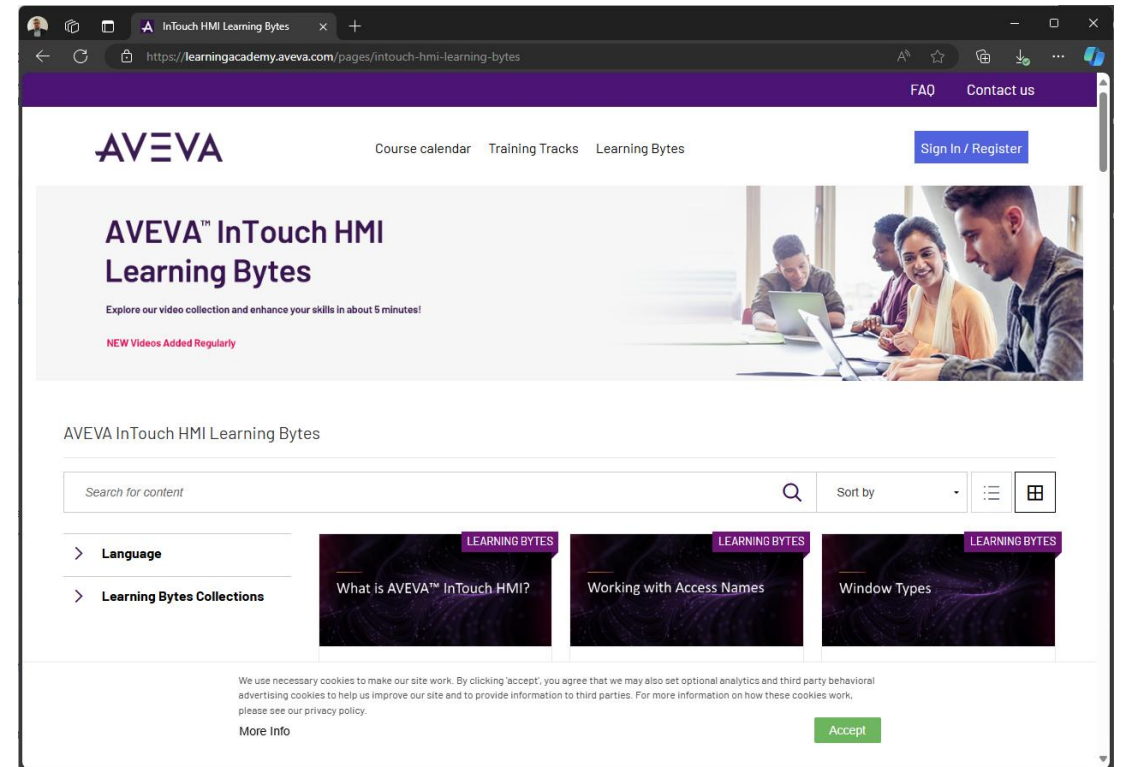 InTouch HMI Learning Bytes
https://learningacademy.aveva.com/pages/intouch-hmi-learning-bytes
FAQ Contact us
AVEVA
Course calendar Training Tracks Learning Bytes
Sign In / Register
AVEVA™ InTouch HMI
Learning Bytes
Explore our video collection and enhance your skills in about 5 minutes!
NEW Videos Added Regularly
AVEVA InTouch HMI Learning Bytes
Search for content
Sort by
Language
Learning Bytes Collections
LEARNING BYTES
What is AVEVA™ InTouch HMI?
LEARNING BYTES
Working with Access Names
LEARNING BYTES
Window Types
We use necessary cookies to make our site work. By clicking 'accept', you agree that we may also set optional analytics and third party behavioral
advertising cookies to help us improve our site and to provide information to third parties. For more information on how these cookies work,
please see our privacy policy.
More Info
Accept